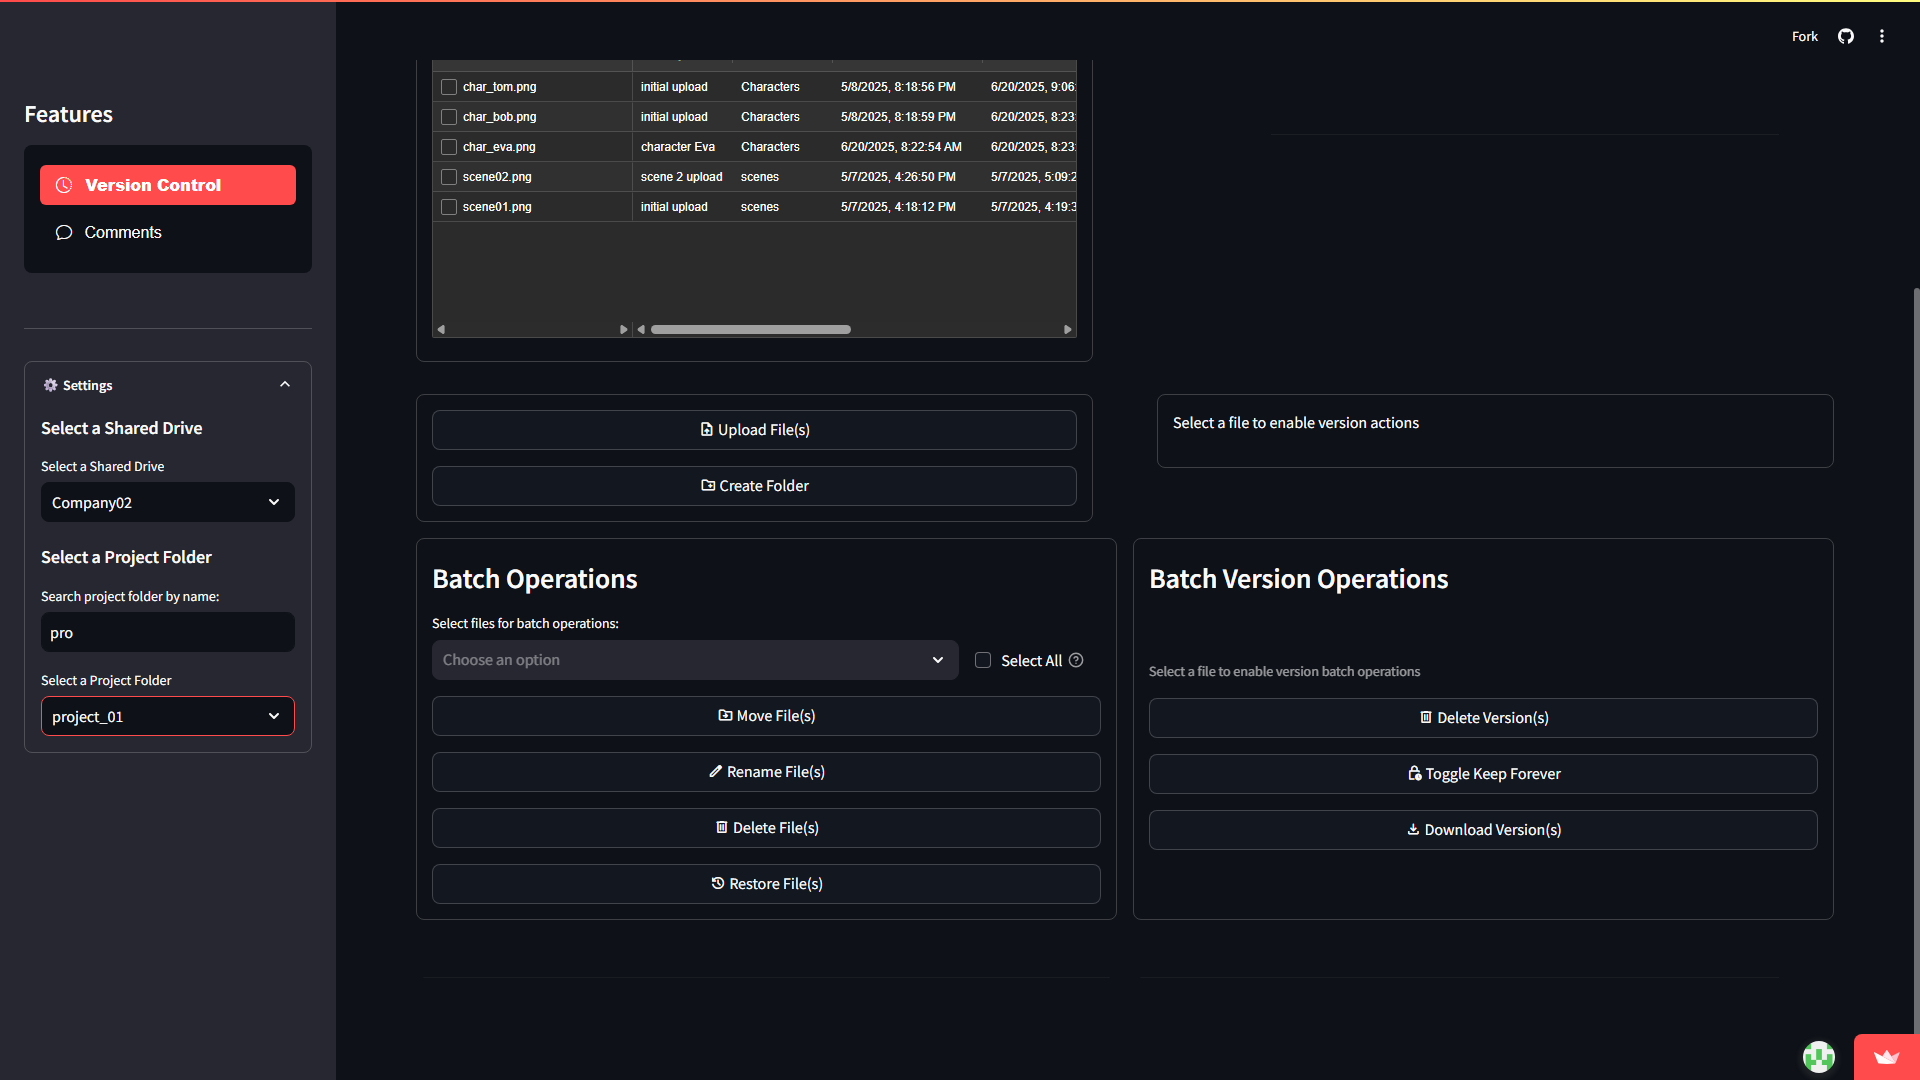 Fork
Features
Version Control
Comments
Settings
Select a Shared Drive
Select a Shared Drive
Company02
Select a Project Folder
Search project folder by name:
pro
Select a Project Folder
project_01
char_tom.png initial upload Characters 5/8/2025, 8:18:56 PM 6/20/2025, 9:06:
char_bob.png initial upload Characters 5/8/2025, 8:18:59 PM 6/20/2025, 8:23:
char_eva.png character Eva Characters 6/20/2025, 8:22:54 AM 6/20/2025, 8:23:
scene02.png scene 2 upload scenes 5/7/2025, 4:26:50 PM 5/7/2025, 5:09:2
scene01.png initial upload scenes 5/7/2025, 4:18:12 PM 5/7/2025, 4:19:3
Upload File(s)
Create Folder
Select a file to enable version actions
Batch Operations
Select files for batch operations:
Choose an option
Select All
Move File(s)
Rename File(s)
Delete File(s)
Restore File(s)
Batch Version Operations
Select a file to enable version batch operations
Delete Version(s)
Toggle Keep Forever
Download Version(s)